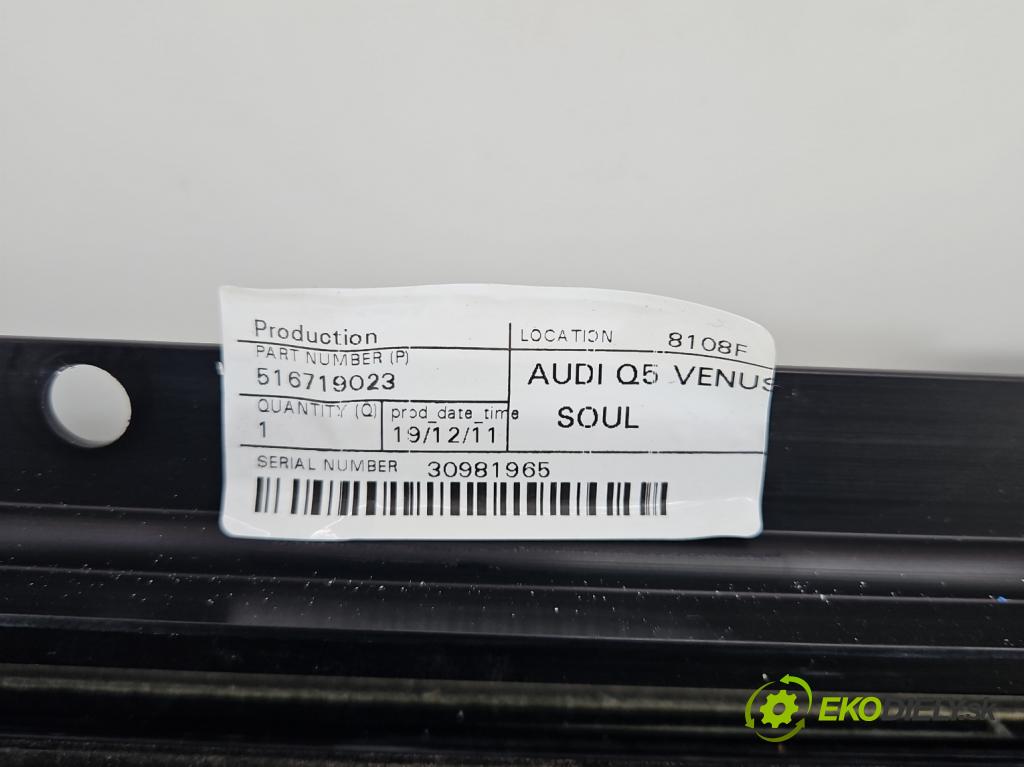 Production
LOCATION 8108F
PART NUMBER (P)
516719023
AUDI Q5 VENUS
SOUL
QUANTITY (Q)
1
prod_date_time
19/12/11
SERIAL NUMBER 30981965
EKODIELY.SK